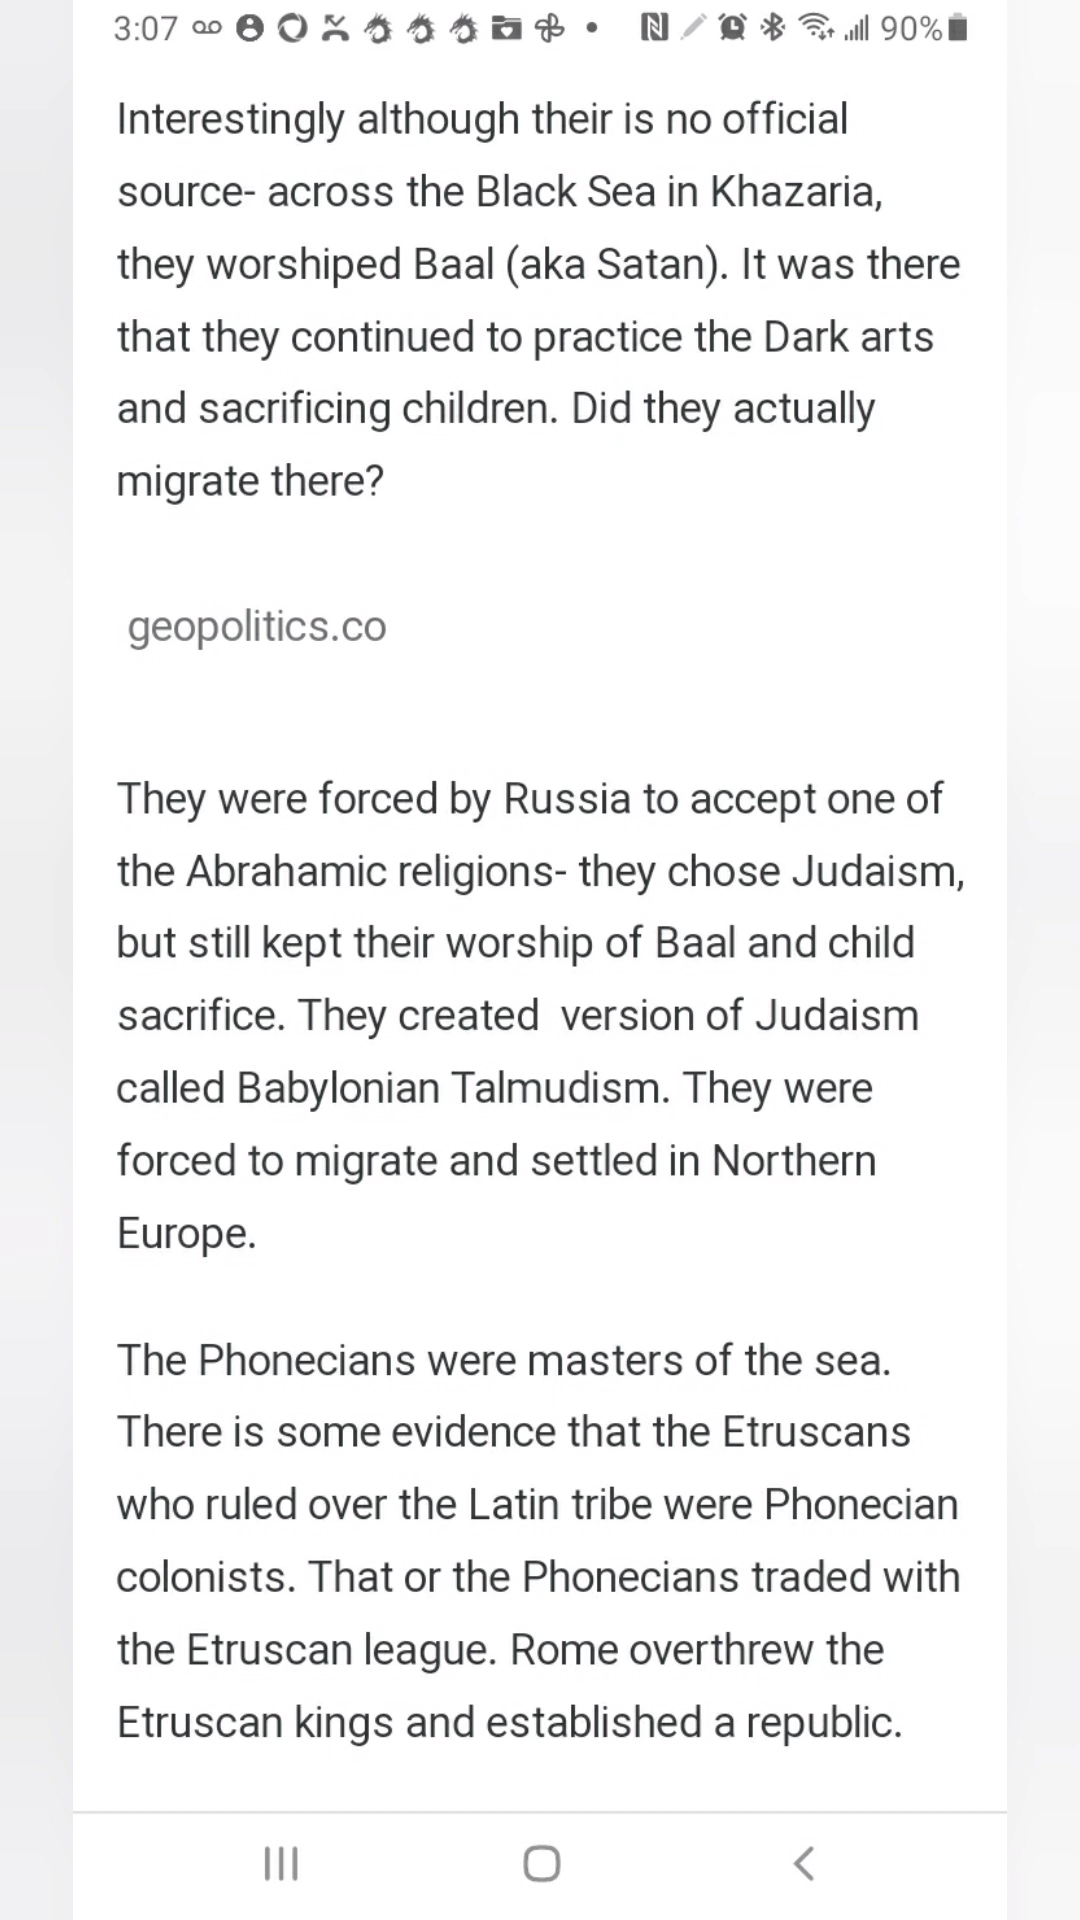 3:07 90%
Interestingly although their is no official
source- across the Black Sea in Khazaria,
they worshiped Baal (aka Satan). It was there
that they continued to practice the Dark arts
and sacrificing children. Did they actually
migrate there?
geopolitics.co
They were forced by Russia to accept one of
the Abrahamic religions- they chose Judaism,
but still kept their worship of Baal and child
sacrifice. They created  version of Judaism
called Babylonian Talmudism. They were
forced to migrate and settled in Northern
Europe.
The Phonecians were masters of the sea.
There is some evidence that the Etruscans
who ruled over the Latin tribe were Phonecian
colonists. That or the Phonecians traded with
the Etruscan league. Rome overthrew the
Etruscan kings and established a republic.